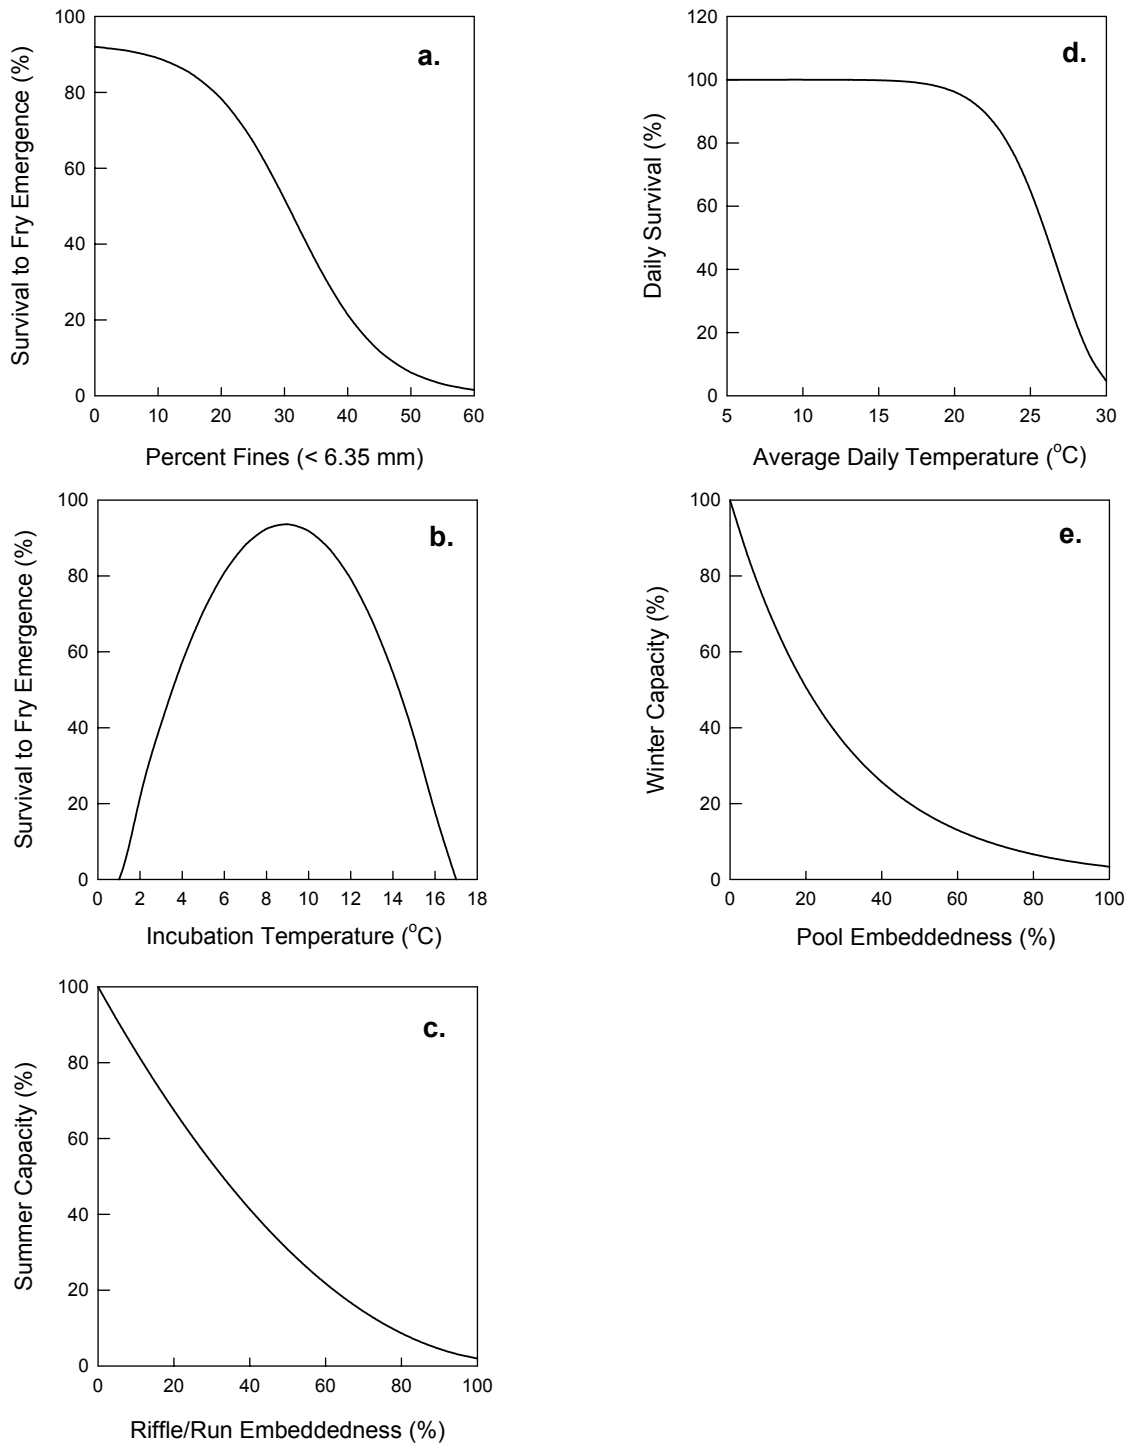 a.
Survival to Fry Emergence (%)
100
80
60
40
20
0
0 10 20 30 40 50 60
Percent Fines (< 6.35 mm)
d.
Daily Survival (%)
120
100
80
60
40
20
0
5 10 15 20 25 30
Average Daily Temperature (°C)
b.
Survival to Fry Emergence (%)
100
80
60
40
20
0
0 2 4 6 8 10 12 14 16 18
Incubation Temperature (°C)
e.
Winter Capacity (%)
100
80
60
40
20
0
0 20 40 60 80 100
Pool Embeddedness (%)
c.
Summer Capacity (%)
100
80
60
40
20
0
0 20 40 60 80 100
Riffle/Run Embeddedness (%)